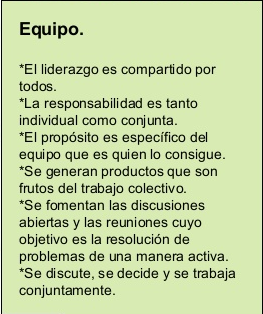 Equipo.
*El liderazgo es compartido por
todos.
*La responsabilidad es tanto
individual como conjunta.
*El propósito es específico del
equipo que es quien lo consigue.
*Se generan productos que son
frutos del trabajo colectivo.
*Se fomentan las discusiones
abiertas y las reuniones cuyo
objetivo es la resolución de
problemas de una manera activa.
*Se discute, se decide y se trabaja
conjuntamente.